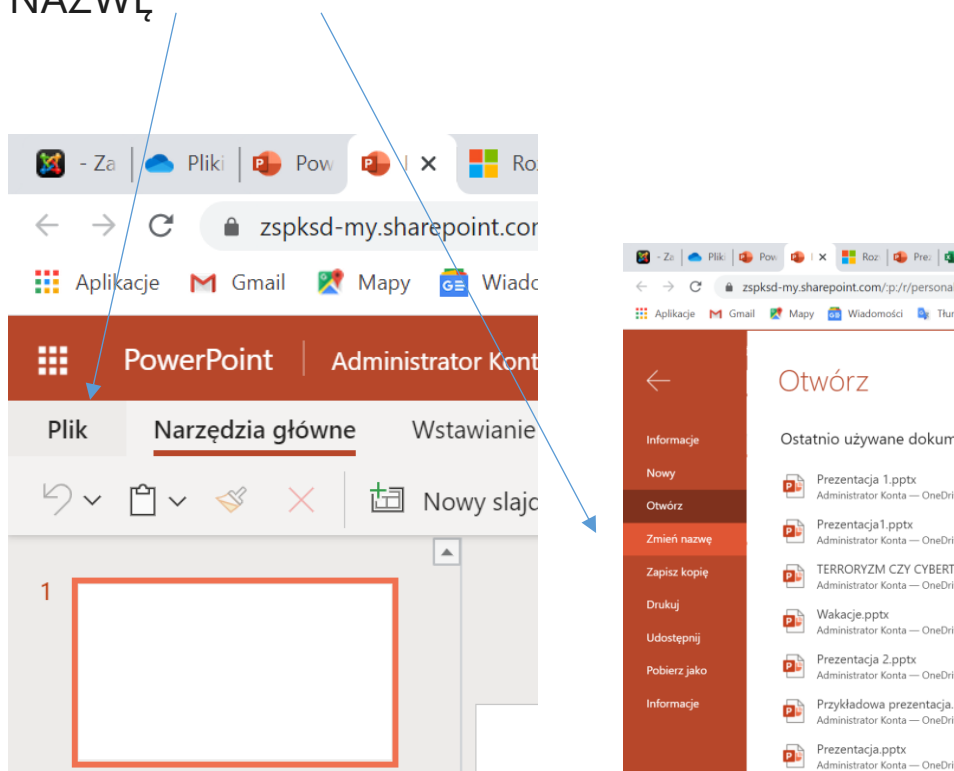 NAZWĘ
- Za Pliki Pow I Ro
zspksd-my.sharepoint.cor
Aplikacje Gmail Mapy Wiado
PowerPoint Administrator Kont
Plik Narzędzia główne Wstawianie
Nowy slajd
1
- Za Pliki Pow I Roz Prez
zspksd-my.sharepoint.com/:p:/r/personal
Aplikacje Gmail Mapy Wiadomości Tłur
Otwórz
Informacje
Nowy
Otwórz
Zmień nazwę
Zapisz kopię
Drukuj
Udostępnij
Pobierz jako
Informacje
Ostatnio używane dokum
Prezentacja 1.pptx
Administrator Konta — OneDri
Prezentacja1.pptx
Administrator Konta — OneDri
TERRORYZM CZY CYBERT
Administrator Konta — OneDri
Wakacje.pptx
Administrator Konta — OneDri
Prezentacja 2.pptx
Administrator Konta — OneDri
Przykładowa prezentacja.
Administrator Konta — OneDri
Prezentacja.pptx
Administrator Konta — OneDri